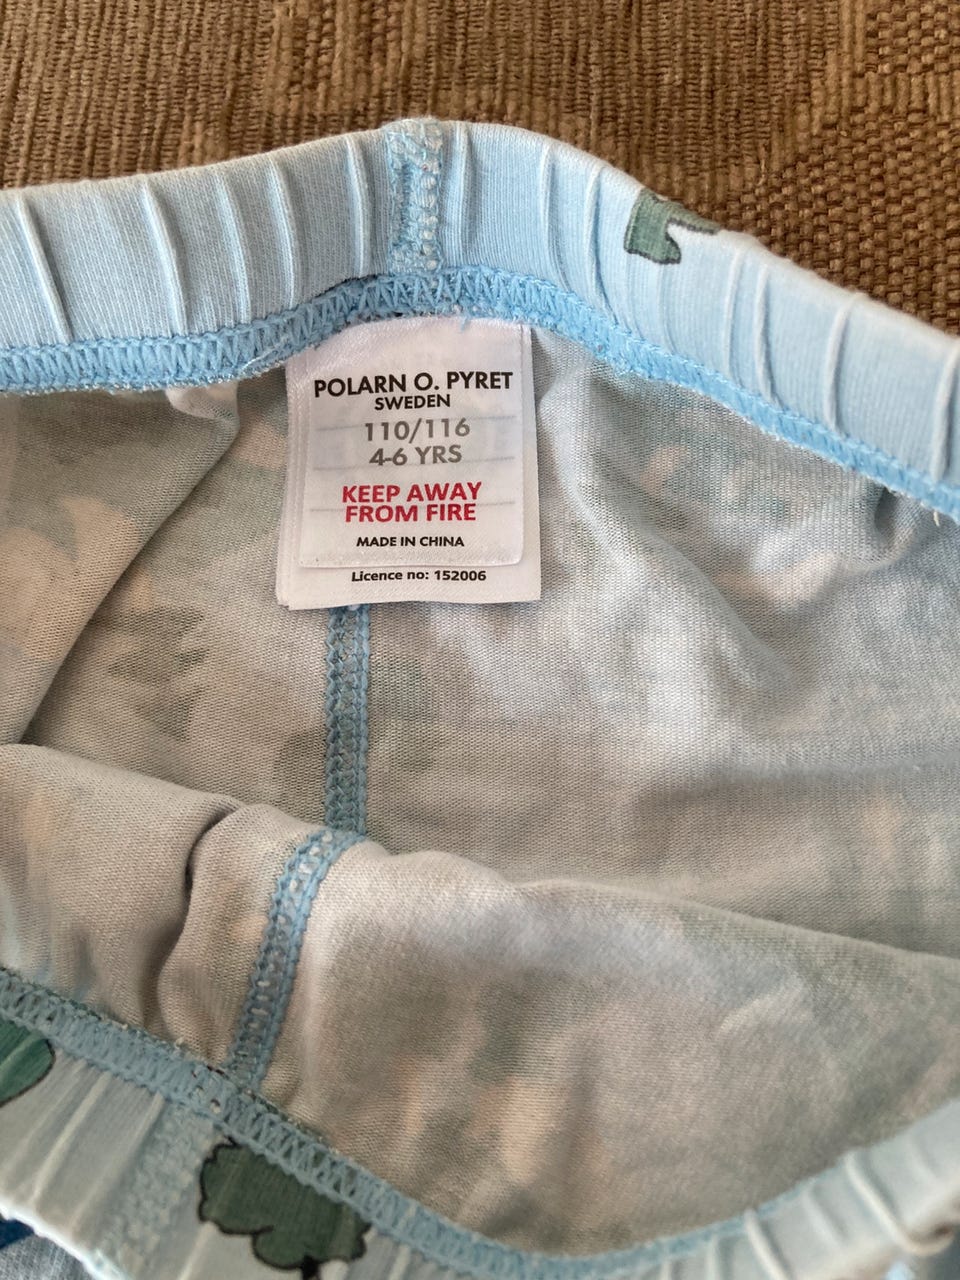 POLARN O. PYRET
SWEDEN
110/116
4-6 YRS
KEEP AWAY
FROM FIRE
MADE IN CHINA
Licence no: 152006